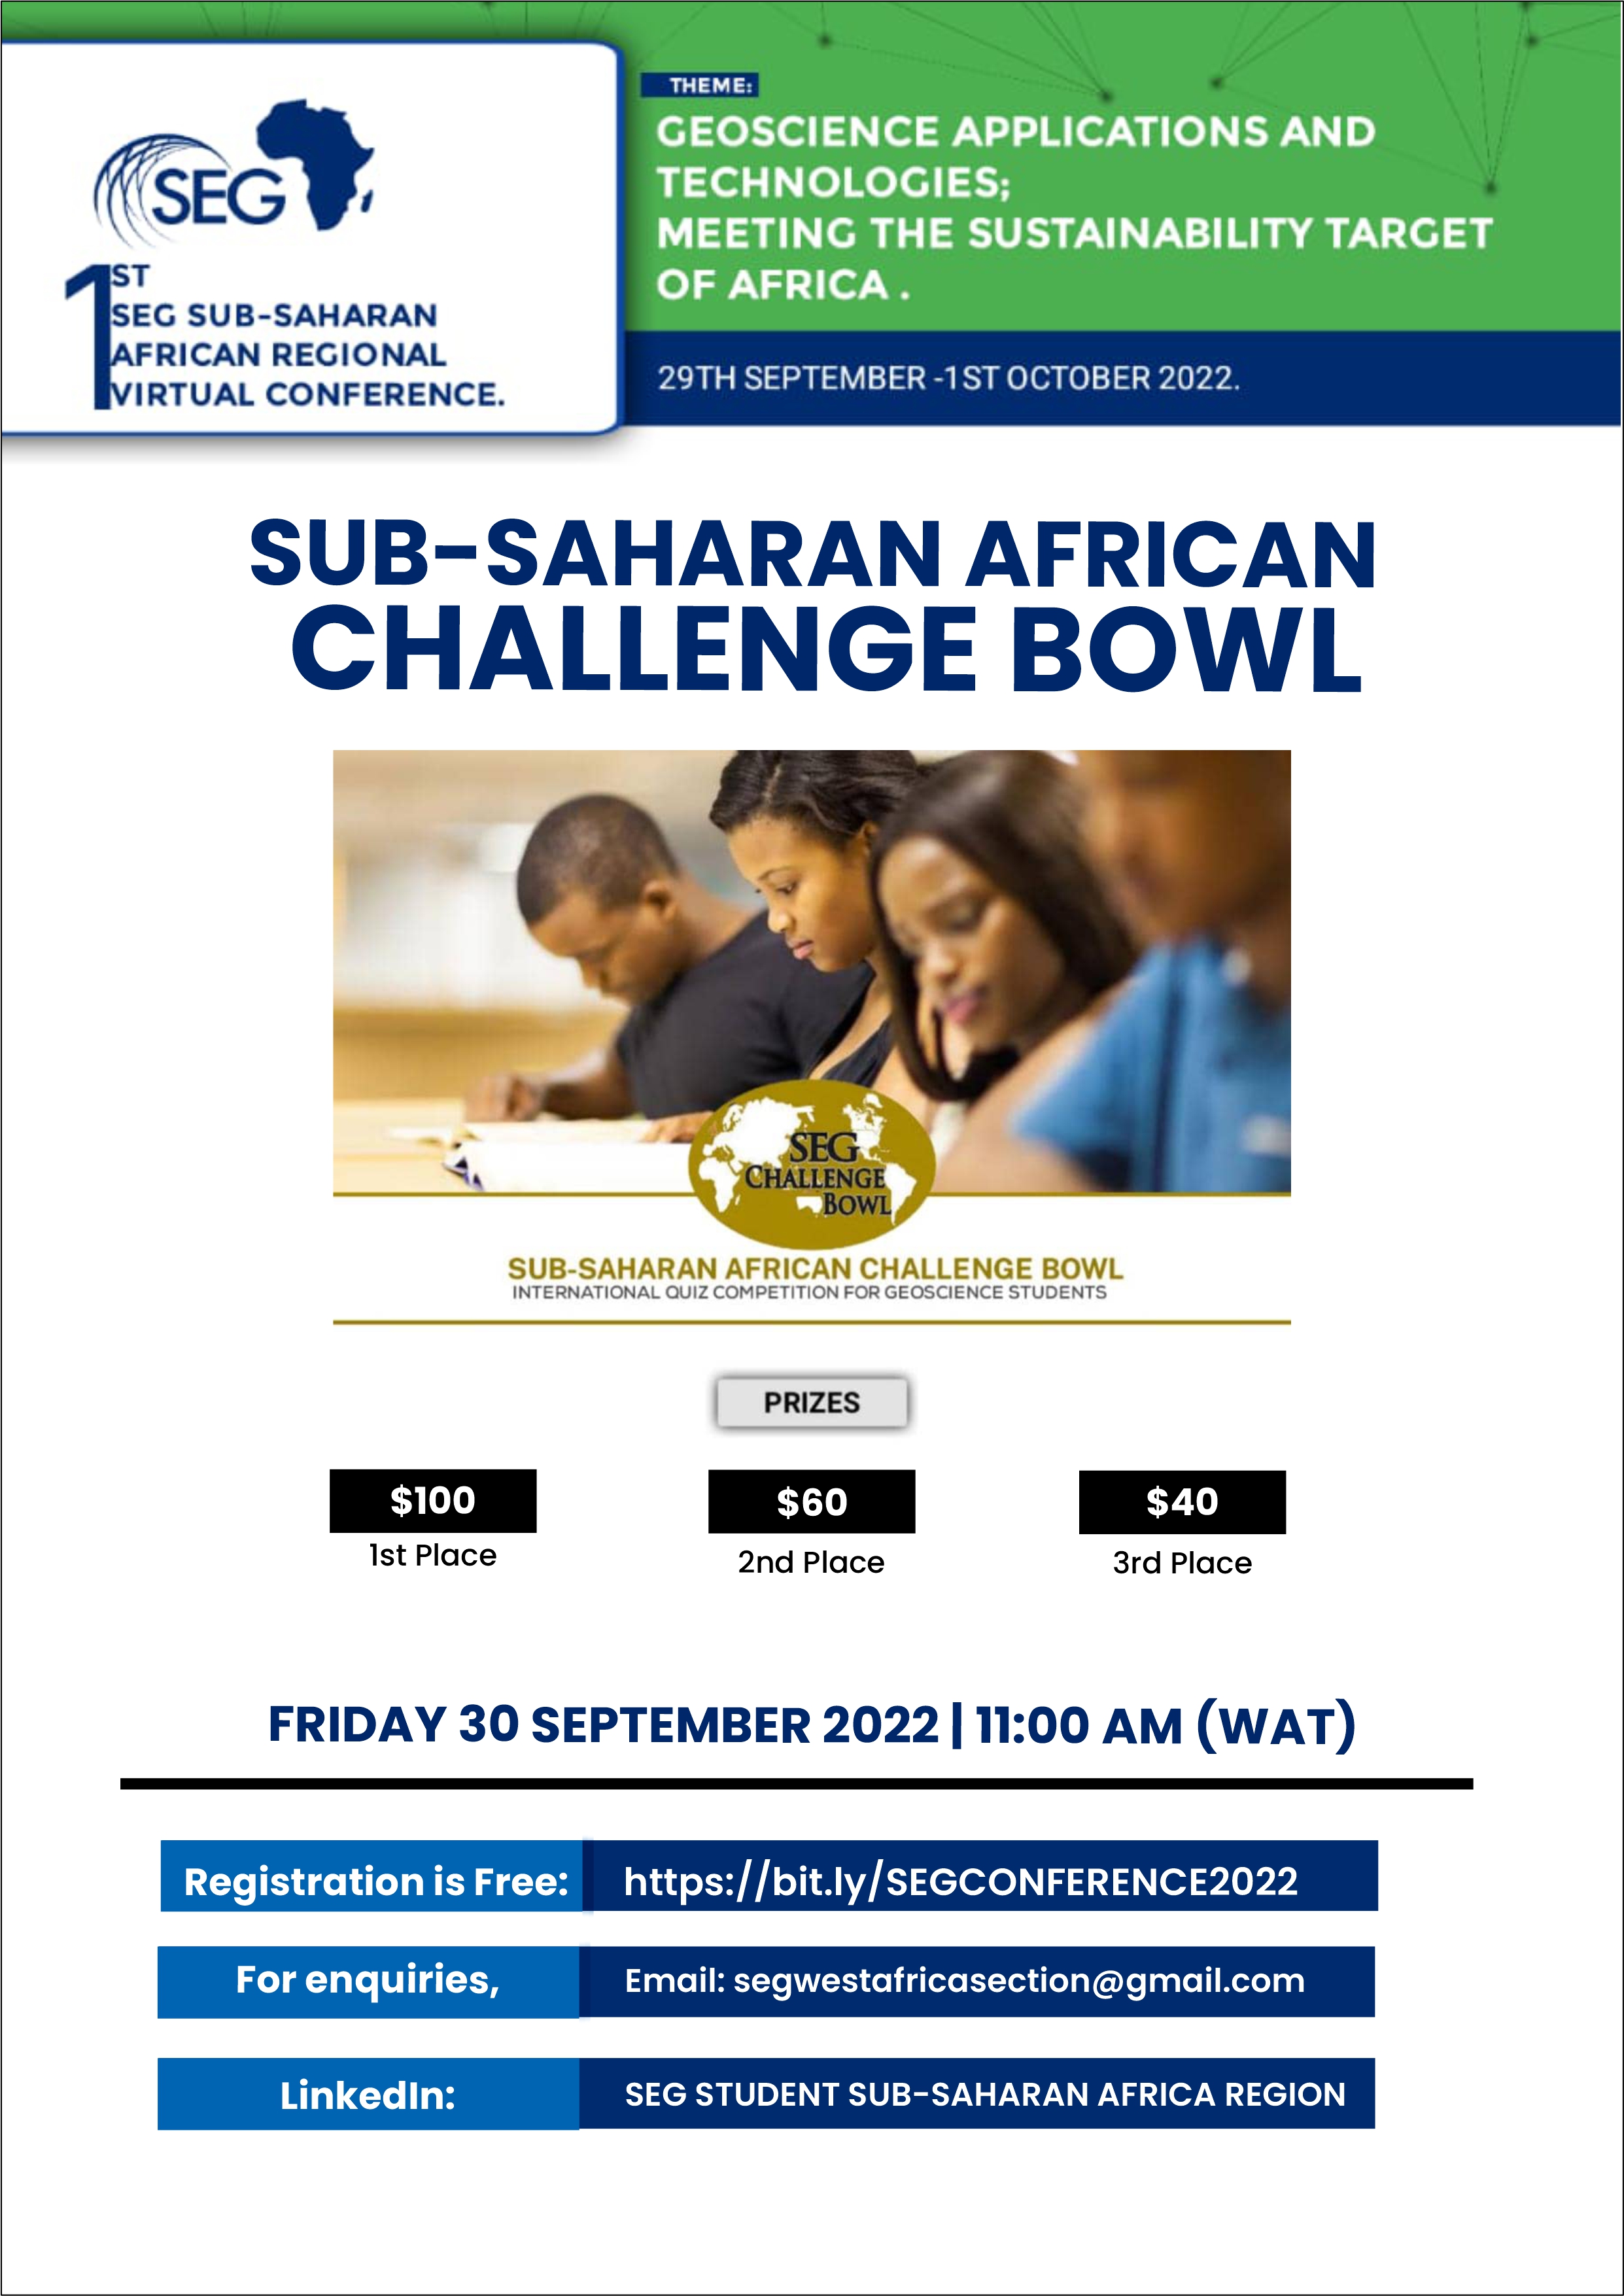 SEG
1ST
SEG SUB-SAHARAN
AFRICAN REGIONAL
VIRTUAL CONFERENCE.
THEME:
GEOSCIENCE APPLICATIONS AND
TECHNOLOGIES;
MEETING THE SUSTAINABILITY TARGET
OF AFRICA .
29TH SEPTEMBER -1ST OCTOBER 2022.
SUB-SAHARAN AFRICAN
CHALLENGE BOWL
SEG
CHALLENGE
BOWL
SUB-SAHARAN AFRICAN CHALLENGE BOWL
INTERNATIONAL QUIZ COMPETITION FOR GEOSCIENCE STUDENTS
PRIZES
$100 $60 $40
1st Place 2nd Place 3rd Place
FRIDAY 30 SEPTEMBER 2022 | 11:00 AM (WAT)
Registration is Free: https://bit.ly/SEGCONFERENCE2022
For enquiries, Email: segwestafricasection@gmail.com
LinkedIn: SEG STUDENT SUB-SAHARAN AFRICA REGION